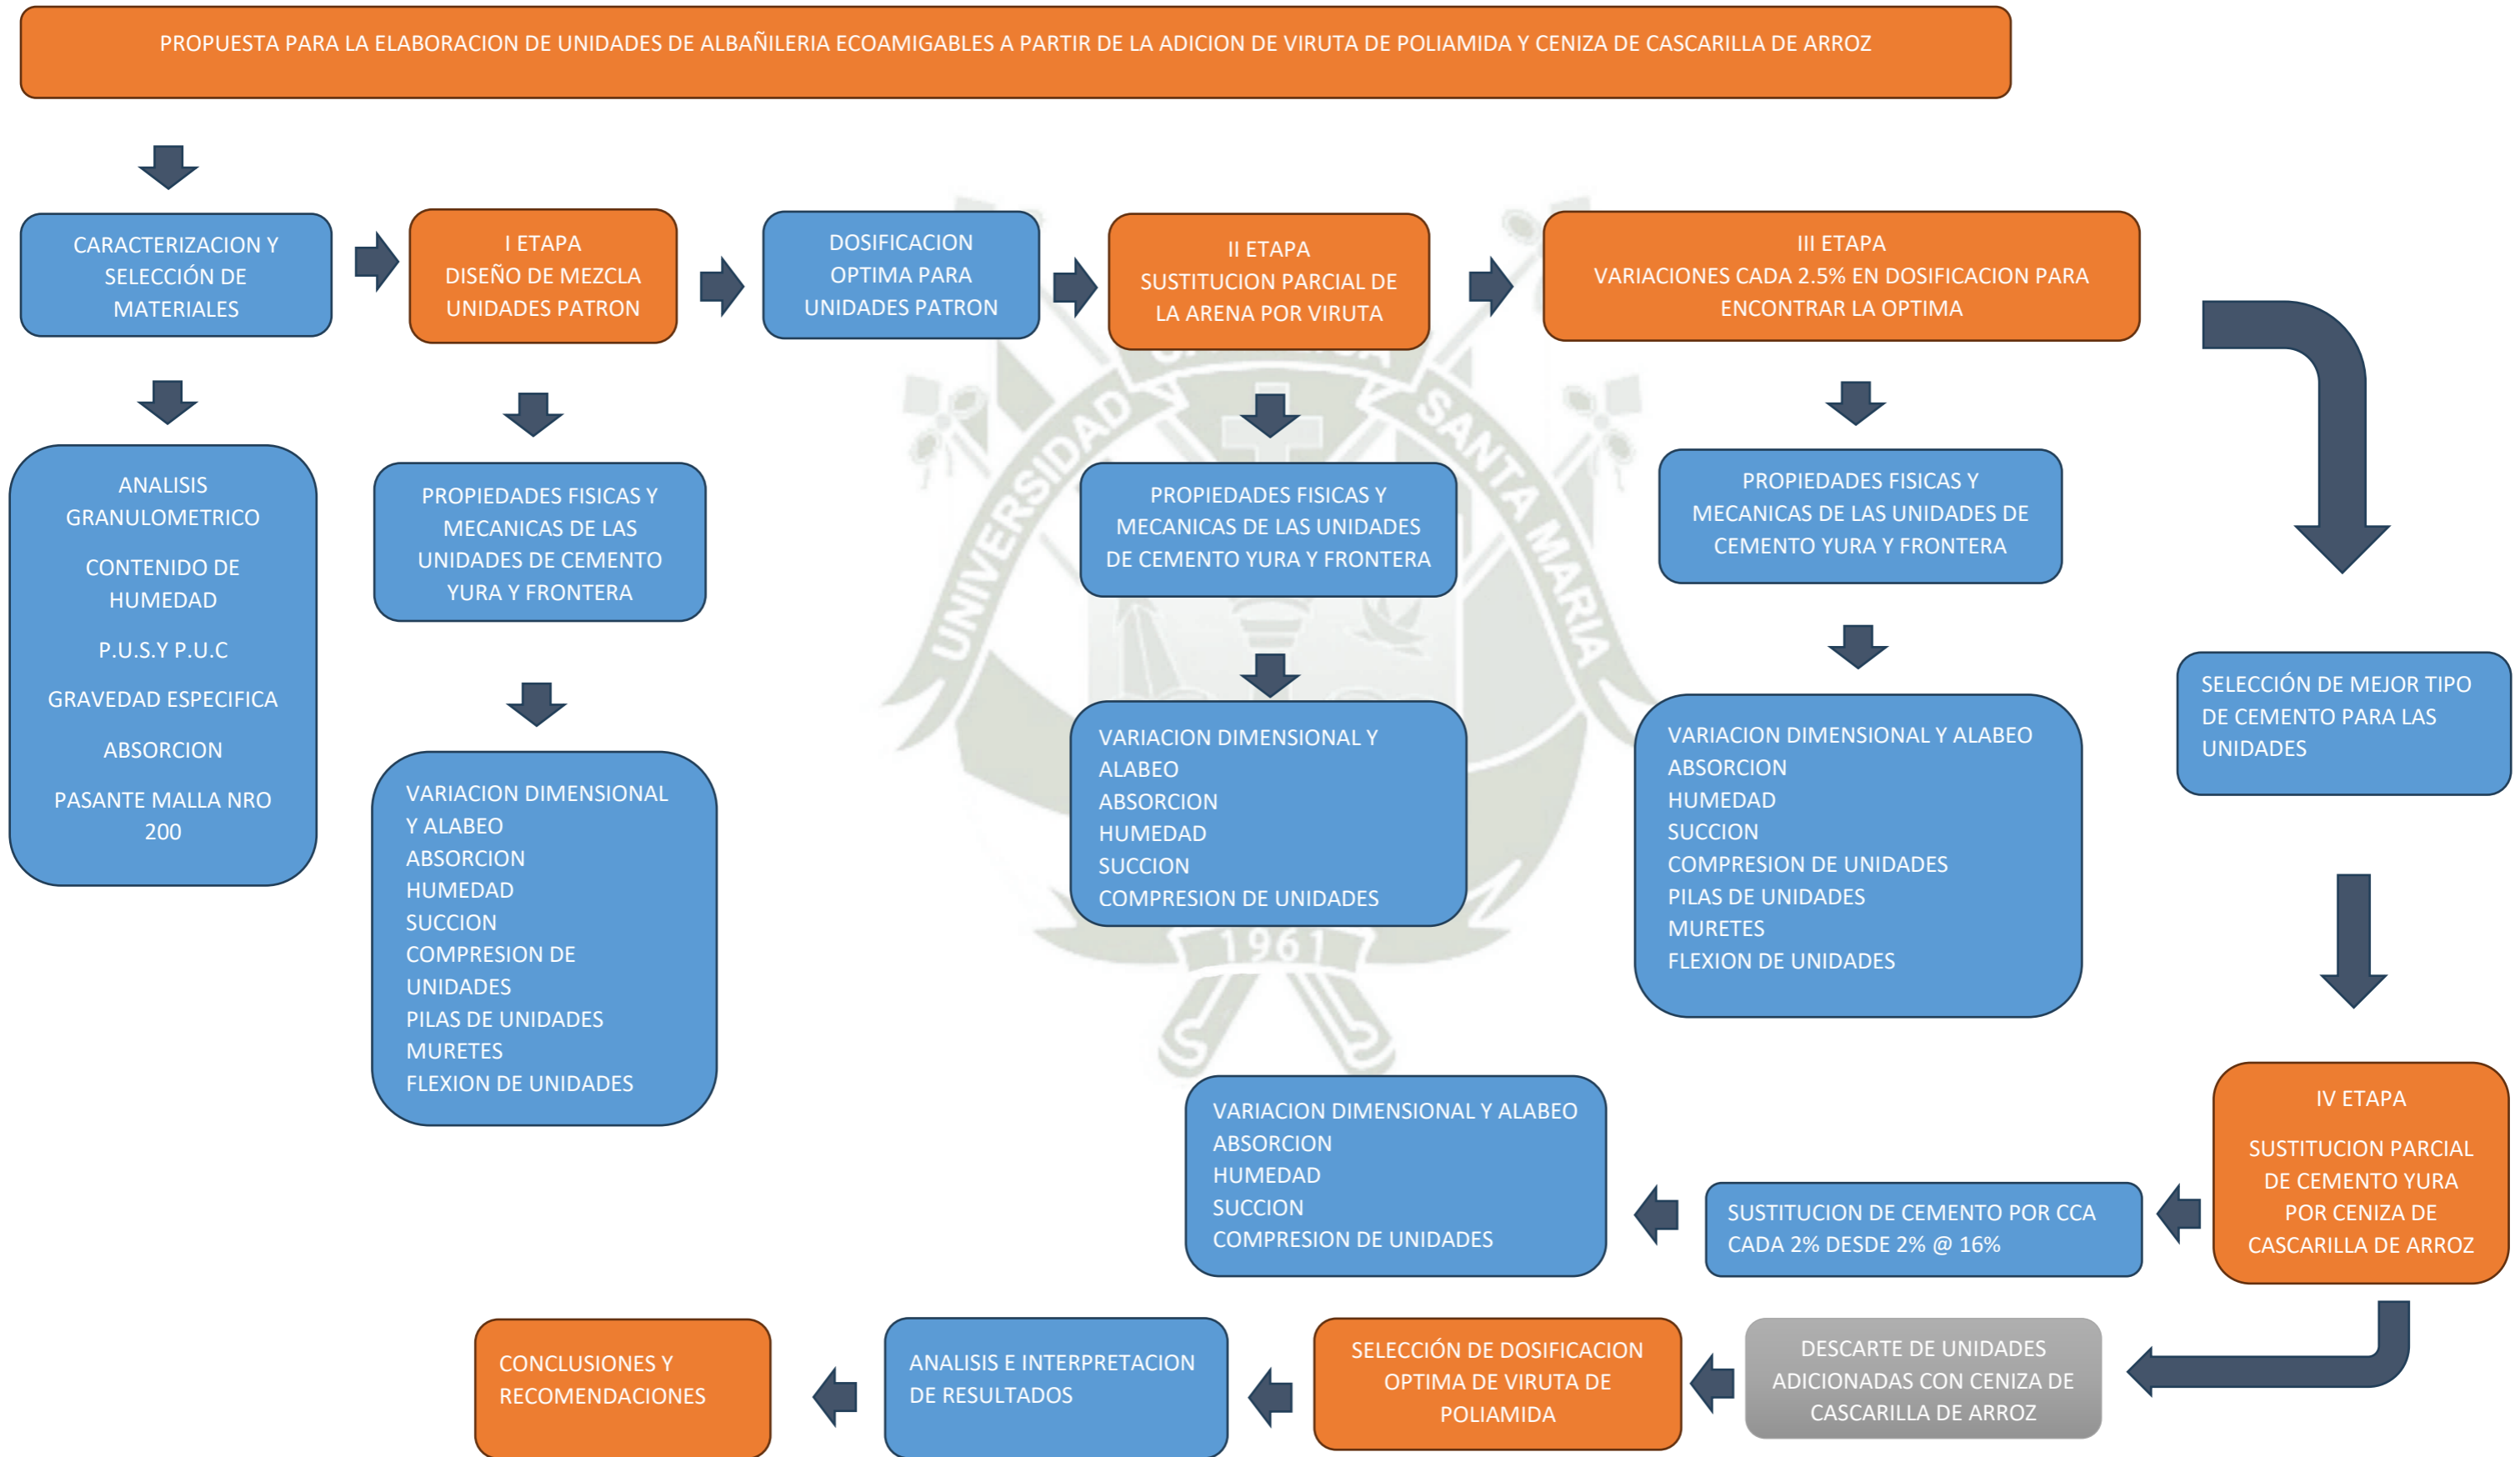 PROPUESTA PARA LA ELABORACION DE UNIDADES DE ALBAÑILERIA ECOAMIGABLES A PARTIR DE LA ADICION DE VIRUTA DE POLIAMIDA Y CENIZA DE CASCARILLA DE ARROZ
CARACTERIZACION Y
SELECCIÓN DE
MATERIALES
I ETAPA
DISEÑO DE MEZCLA
UNIDADES PATRON
DOSIFICACION
OPTIMA PARA
UNIDADES PATRON
II ETAPA
SUSTITUCION PARCIAL DE
LA ARENA POR VIRUTA
III ETAPA
VARIACIONES CADA 2.5% EN DOSIFICACION PARA
ENCONTRAR LA OPTIMA
ANALISIS
GRANULOMETRICO
CONTENIDO DE
HUMEDAD
P.U.S.Y P.U.C
GRAVEDAD ESPECIFICA
ABSORCION
PASANTE MALLA NRO
200
PROPIEDADES FISICAS Y
MECANICAS DE LAS
UNIDADES DE CEMENTO
YURA Y FRONTERA
PROPIEDADES FISICAS Y
MECANICAS DE LAS UNIDADES
DE CEMENTO YURA Y FRONTERA
PROPIEDADES FISICAS Y
MECANICAS DE LAS UNIDADES DE
CEMENTO YURA Y FRONTERA
VARIACION DIMENSIONAL
Y ALABEO
ABSORCION
HUMEDAD
SUCCION
COMPRESION DE
UNIDADES
PILAS DE UNIDADES
MURETES
FLEXION DE UNIDADES
VARIACION DIMENSIONAL Y
ALABEO
ABSORCION
HUMEDAD
SUCCION
COMPRESION DE UNIDADES
VARIACION DIMENSIONAL Y ALABEO
ABSORCION
HUMEDAD
SUCCION
COMPRESION DE UNIDADES
PILAS DE UNIDADES
MURETES
FLEXION DE UNIDADES
SELECCIÓN DE MEJOR TIPO
DE CEMENTO PARA LAS
UNIDADES
IV ETAPA
SUSTITUCION PARCIAL
DE CEMENTO YURA
POR CENIZA DE
CASCARILLA DE ARROZ
SUSTITUCION DE CEMENTO POR CCA
CADA 2% DESDE 2% @ 16%
VARIACION DIMENSIONAL Y ALABEO
ABSORCION
HUMEDAD
SUCCION
COMPRESION DE UNIDADES
DESCARTE DE UNIDADES
ADICIONADAS CON CENIZA DE
CASCARILLA DE ARROZ
SELECCIÓN DE DOSIFICACION
OPTIMA DE VIRUTA DE
POLIAMIDA
ANALISIS E INTERPRETACION
DE RESULTADOS
CONCLUSIONES Y
RECOMENDACIONES
UNIVERSIDAD
SANTA MARIA
1961